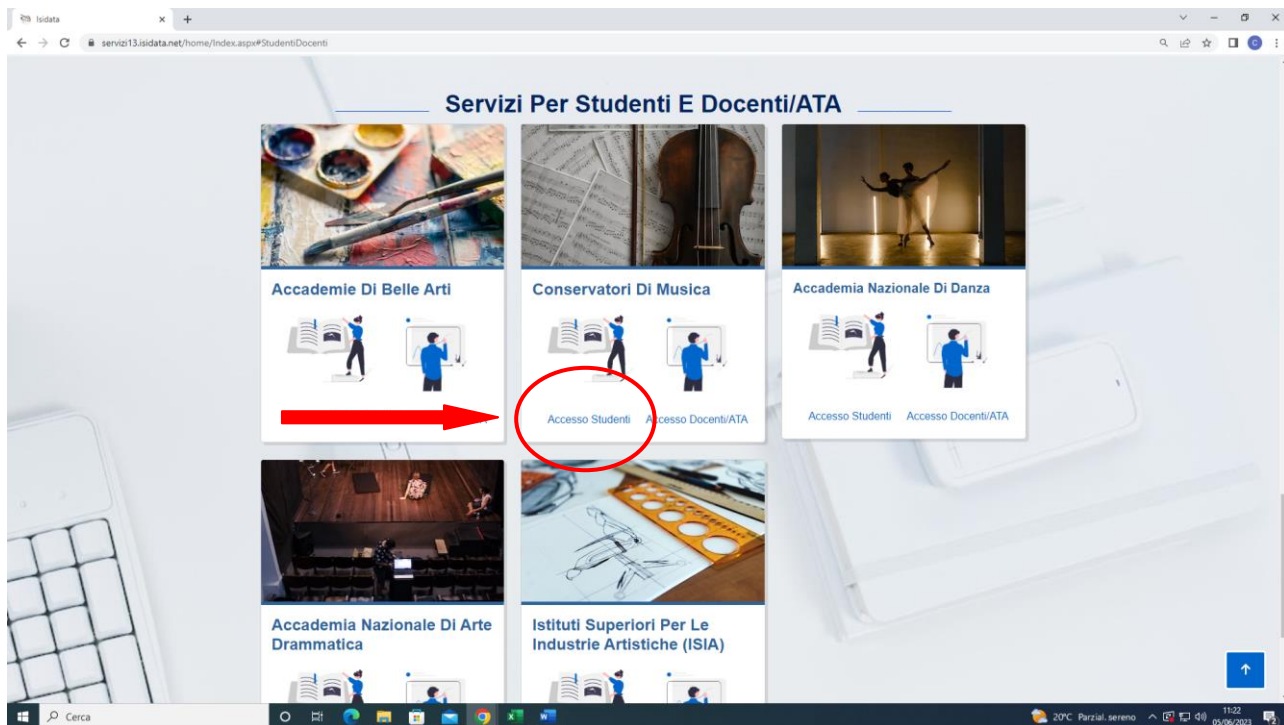 Isidata
servizi13.isidata.net/home/Index.aspx#StudentiDocenti
Servizi Per Studenti E Docenti/ATA
Accademie Di Belle Arti
Conservatori Di Musica
Accademia Nazionale Di Danza
Accesso Studenti Accesso Docenti/ATA
Accesso Studenti Accesso Docenti/ATA
Accademia Nazionale Di Arte
Drammatica
Istituti Superiori Per Le
Industrie Artistiche (ISIA)
Cerca
20°C Parzial. sereno
11:22
05/06/2023